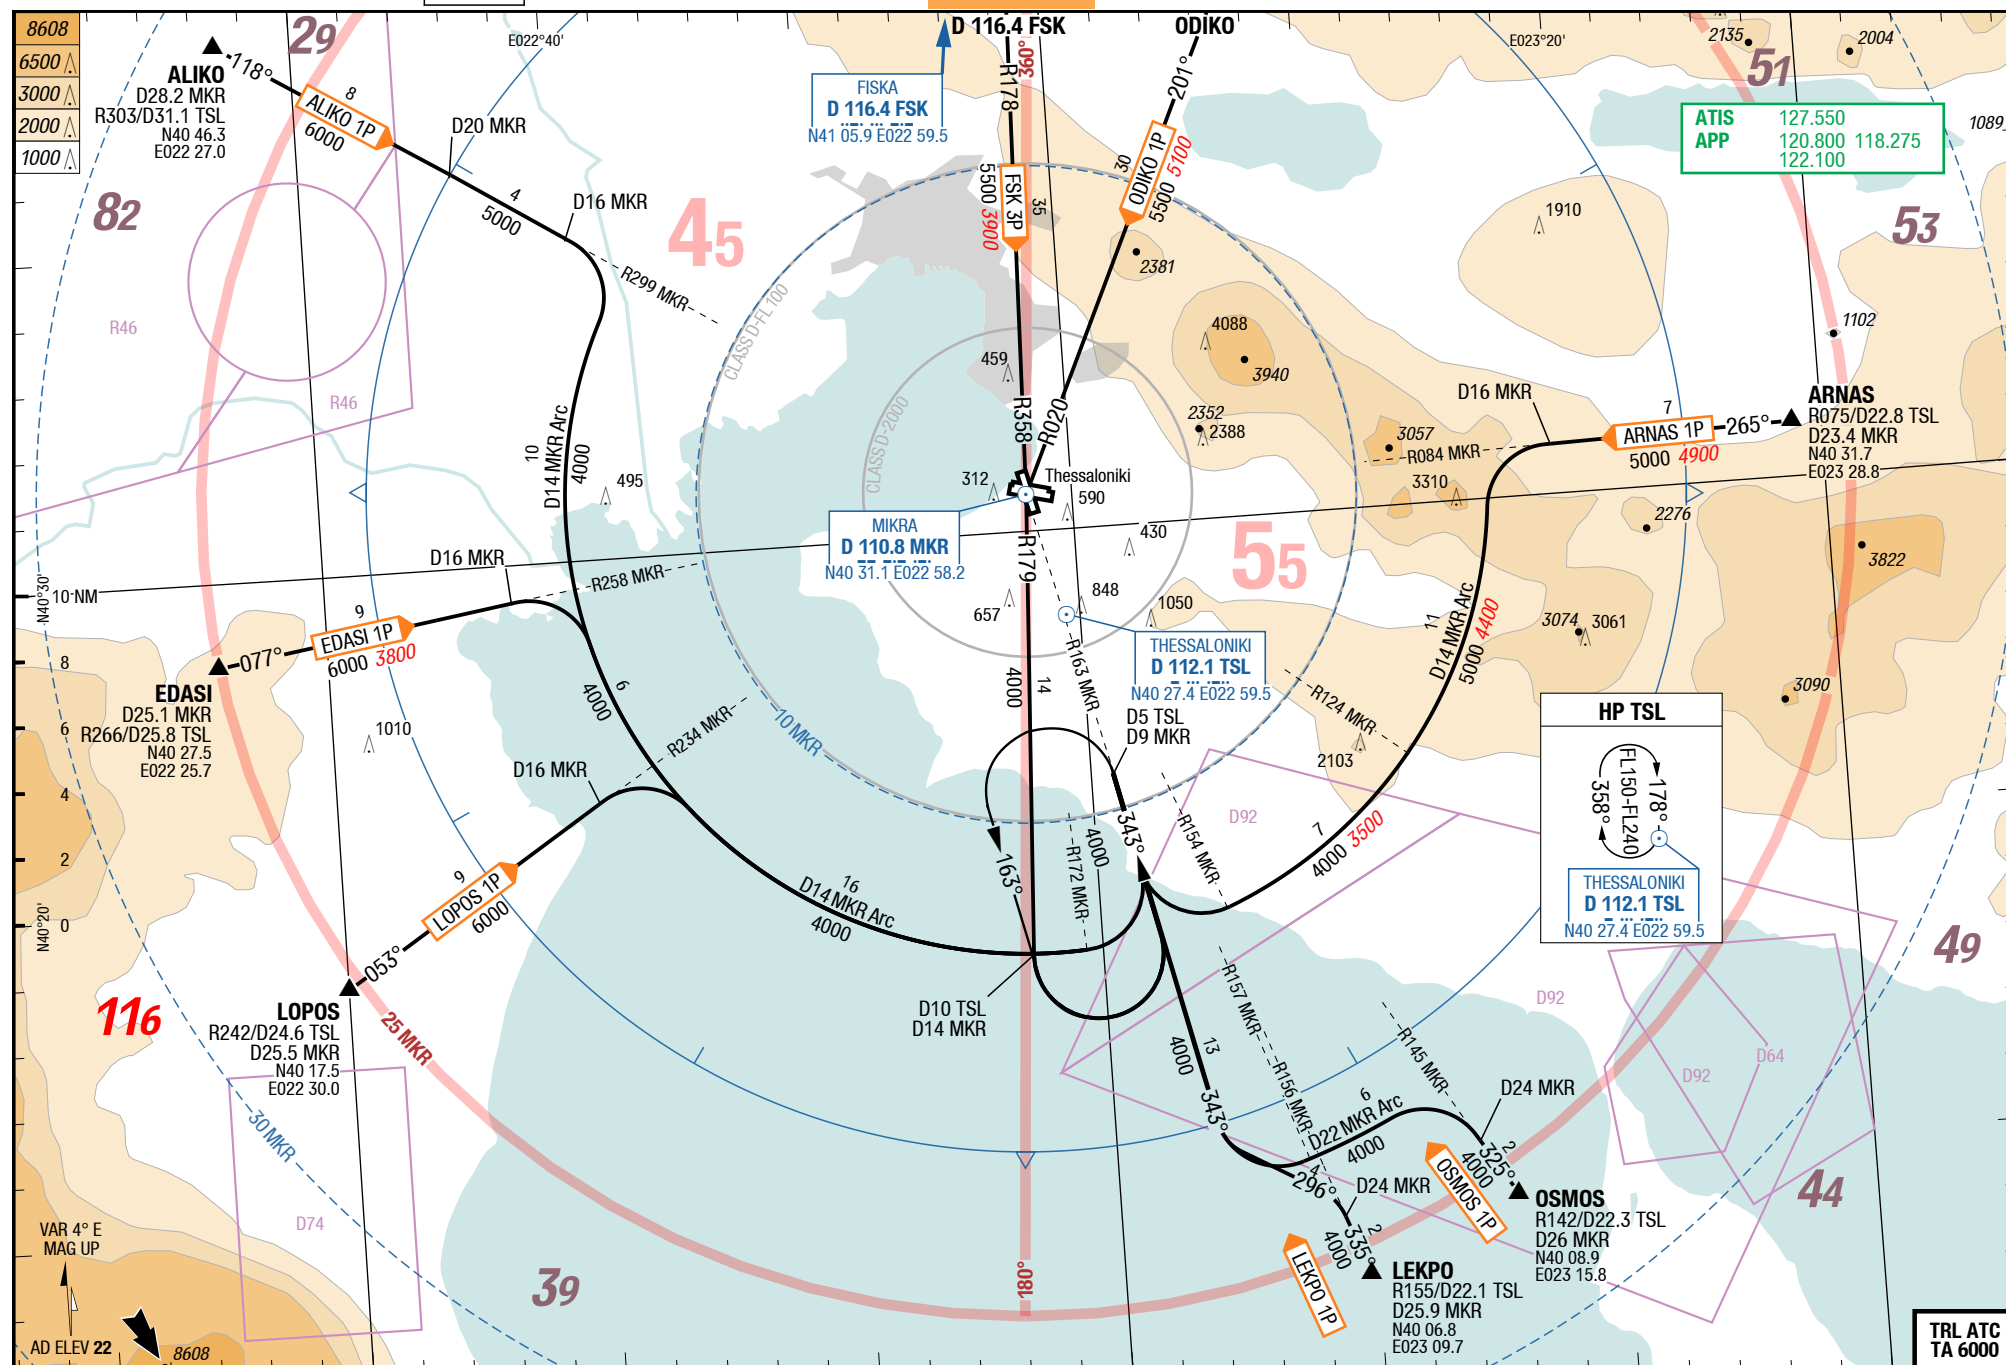 8608
6500
3000
2000
1000
29
ALIKO
D28.2 MKR
R303/D31.1 TSL
N40 46.3
E022 27.0
118°
8
ALIKO 1P
6000
D20 MKR
E022°40'
4
5000
D16 MKR
R299 MKR
82
R46
R46
45
FISKA
D 116.4 FSK
N41 05.9 E022 59.5
D 116.4 FSK
R178
360°
ODIKO
201°
30
ODIKO 1P
5500 5100
FSK 3P
5500 3900
35
E023°20'
2135
2004
51
ATIS 127.550
APP 120.800 118.275
122.100
1089
53
1910
2381
CLASS D-FL 100
CLASS D-2000
459
4088
3940
2352
2388
1102
R358
R020
D16 MKR
7
ARNAS 1P
5000 4900
265°
ARNAS
R075/D22.8 TSL
D23.4 MKR
N40 31.7
E023 28.8
3057
R084 MKR
3310
2276
3822
10
D14 MKR Arc
4000
495
312
Thessaloniki
590
430
MIKRA
D 110.8 MKR
N40 31.1 E022 58.2
R179
55
N40°30'
10 NM
8
6
4
2
0
N40°20'
D16 MKR
R258 MKR
9
EDASI 1P
6000 3800
077°
EDASI
D25.1 MKR
R266/D25.8 TSL
N40 27.5
E022 25.7
1010
6
4000
657
848
1050
THESSALONIKI
D 112.1 TSL
N40 27.4 E022 59.5
R163 MKR
4000
14
D5 TSL
D9 MKR
11
D14 MKR Arc
5000 4400
3074
3061
3090
R124 MKR
2103
HP TSL
358°
FL150-FL240
178°
THESSALONIKI
D 112.1 TSL
N40 27.4 E022 59.5
R234 MKR
10 MKR
D16 MKR
9
LOPOS 1P
6000
053°
LOPOS
R242/D24.6 TSL
D25.5 MKR
N40 17.5
E022 30.0
116
16
D14 MKR Arc
4000
163°
4000
R172 MKR
343°
R154 MKR
D92
7
4000 3500
D10 TSL
D14 MKR
25 MKR
30 MKR
D74
39
180°
13
4000
343°
R157 MKR
R156 MKR
R145 MKR
D92
D92
D64
49
44
6
D22 MKR Arc
4000
D24 MKR
2
325°
4000
OSMOS 1P
OSMOS
R142/D22.3 TSL
D26 MKR
N40 08.9
E023 15.8
4
296°
D24 MKR
2
335°
4000
LEKPO 1P
LEKPO
R155/D22.1 TSL
D25.9 MKR
N40 06.8
E023 09.7
VAR 4° E
MAG UP
AD ELEV 22
8608
TRL ATC
TA 6000